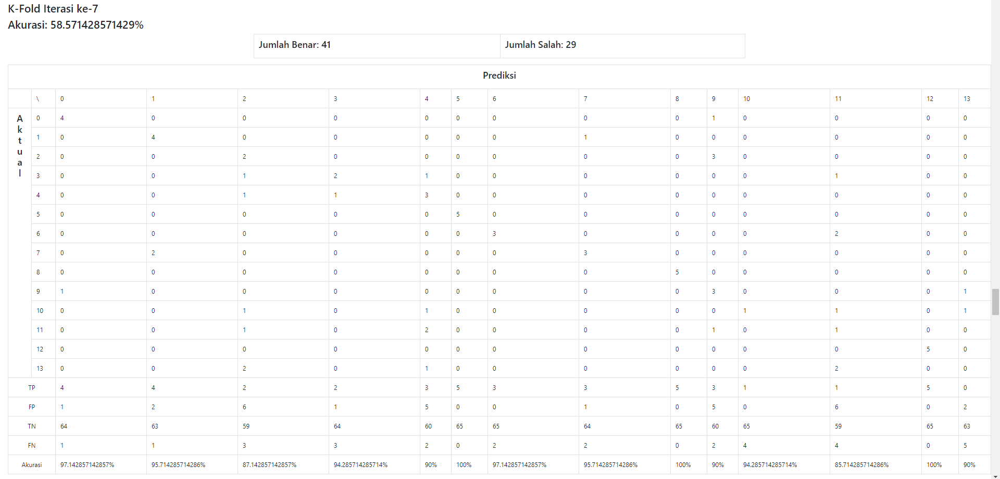 K-Fold Iterasi ke-7
Akurasi: 58.571428571429%
Jumlah Benar: 41 Jumlah Salah: 29
Prediksi
\ 0 1 2 3 4 5 6 7 8 9 10 11 12 13
Aktual
0 4 0 0 0 0 0 0 0 0 1 0 0 0 0
1 0 4 0 0 0 0 0 1 0 0 0 0 0 0
2 0 0 2 0 0 0 0 0 0 3 0 0 0 0
3 0 0 1 2 1 0 0 0 0 0 0 1 0 0
4 0 0 1 1 3 0 0 0 0 0 0 0 0 0
5 0 0 0 0 0 5 0 0 0 0 0 0 0 0
6 0 0 0 0 0 0 3 0 0 0 0 2 0 0
7 0 2 0 0 0 0 0 3 0 0 0 0 0 0
8 0 0 0 0 0 0 0 0 5 0 0 0 0 0
9 1 0 0 0 0 0 0 0 0 3 0 0 0 1
10 0 0 1 0 1 0 0 0 0 0 1 1 0 1
11 0 0 1 0 2 0 0 0 0 1 0 1 0 0
12 0 0 0 0 0 0 0 0 0 0 0 0 5 0
13 0 0 2 0 1 0 0 0 0 0 0 2 0 0
TP 4 4 2 2 3 5 3 3 5 3 1 1 5 0
FP 1 2 6 1 5 0 0 1 0 5 0 6 0 2
TN 64 63 59 64 60 65 65 64 65 60 65 59 65 63
FN 1 1 3 3 2 0 2 2 0 2 4 4 0 5
Akurasi 97.142857142857% 95.714285714286% 87.142857142857% 94.285714285714% 90% 100% 97.142857142857% 95.714285714286% 100% 90% 94.285714285714% 85.714285714286% 100% 90%